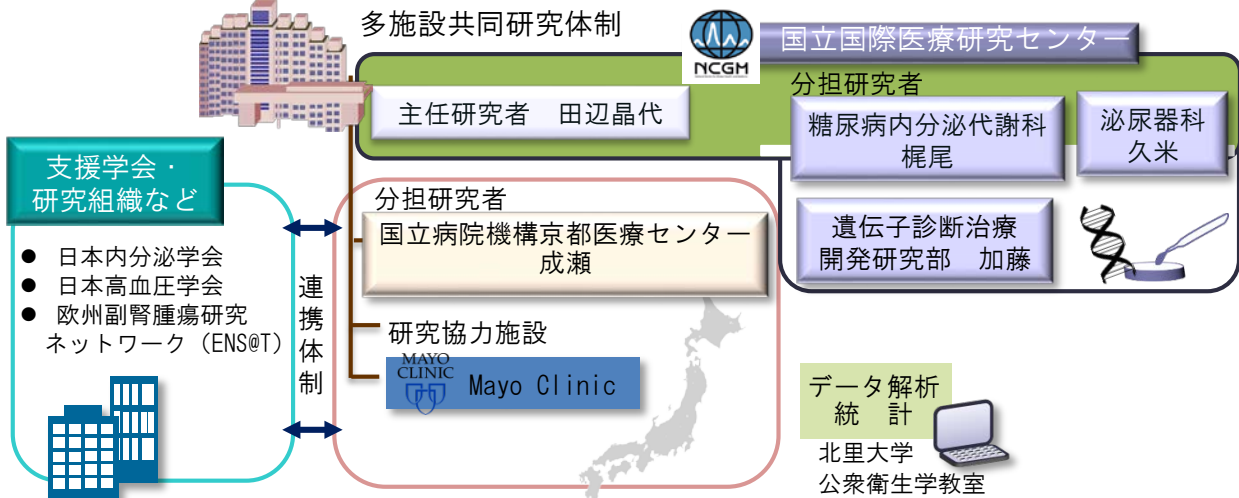 多施設共同研究体制
NCGM
国立国際医療研究センター
主任研究者　田辺晶代
分担研究者
糖尿病内分泌代謝科
梶尾
泌尿器科
久米
遺伝子診断治療
開発研究部　加藤
支援学会・
研究組織など
● 日本内分泌学会
● 日本高血圧学会
● 欧州副腎腫瘍研究
ネットワーク（ENS@T）
連携体制
分担研究者
国立病院機構京都医療センター
成瀬
研究協力施設
MAYO
CLINIC
Mayo Clinic
データ解析
統　計
北里大学
公衆衛生学教室